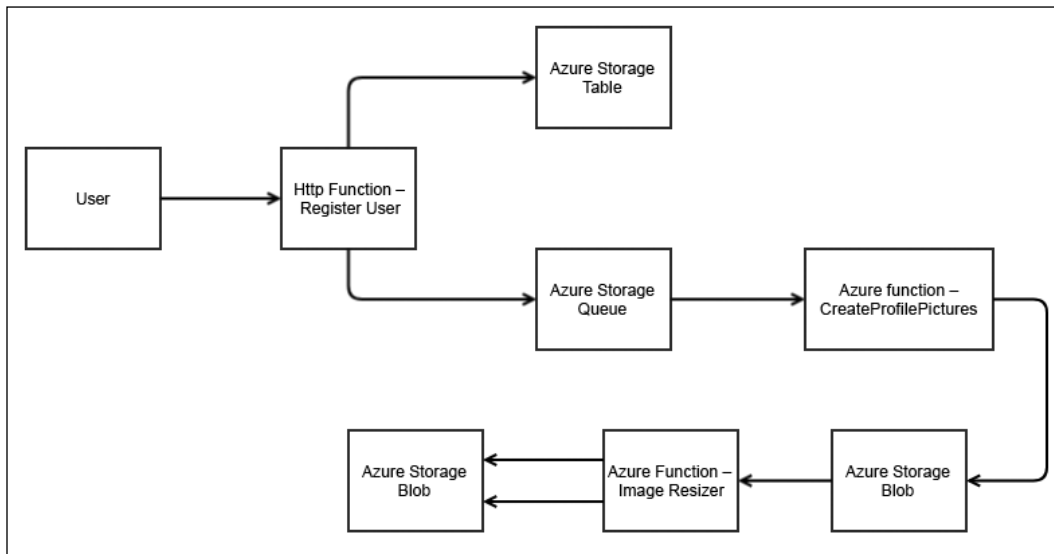 Azure Storage
Table
User
Http Function –
Register User
Azure Storage
Queue
Azure function –
CreateProfilePictures
Azure Storage
Blob
Azure Function –
Image Resizer
Azure Storage
Blob